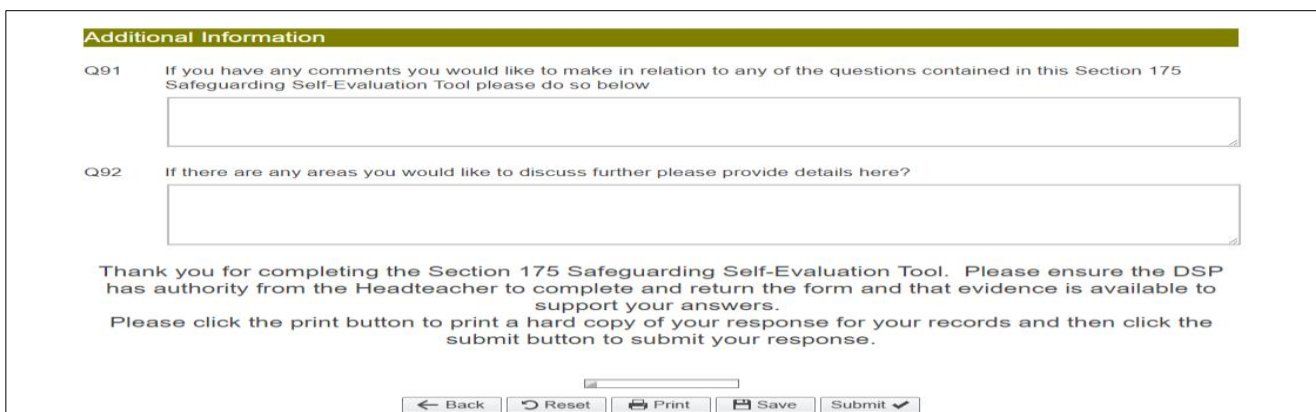 Additional Information
Q91 If you have any comments you would like to make in relation to any of the questions contained in this Section 175
Safeguarding Self-Evaluation Tool please do so below
Q92 If there are any areas you would like to discuss further please provide details here?
Thank you for completing the Section 175 Safeguarding Self-Evaluation Tool. Please ensure the DSP
has authority from the Headteacher to complete and return the form and that evidence is available to
support your answers.
Please click the print button to print a hard copy of your response for your records and then click the
submit button to submit your response.
Back Reset Print Save Submit